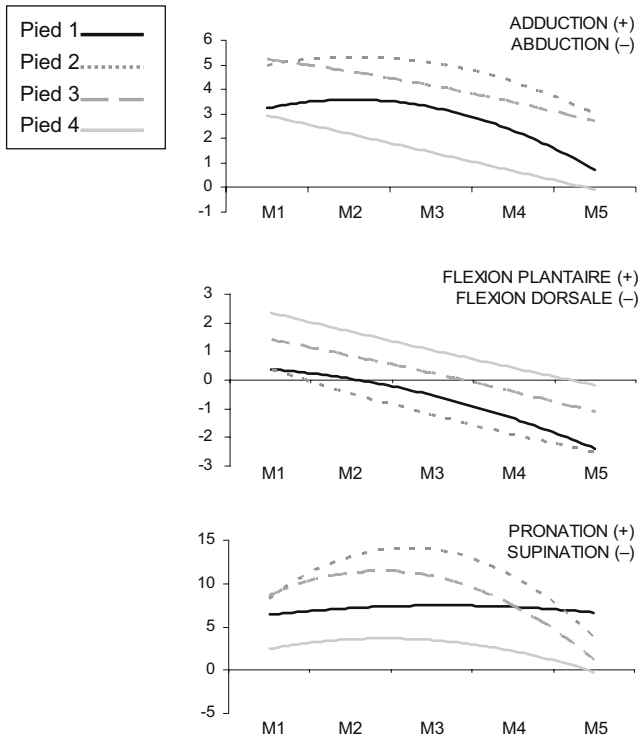 Pied 1
Pied 2
Pied 3
Pied 4
ADDUCTION (+)
ABDUCTION (–)
6
5
4
3
2
1
0
-1
M1 M2 M3 M4 M5
FLEXION PLANTAIRE (+)
FLEXION DORSALE (–)
3
2
1
0
-1
-2
-3
M1 M2 M3 M4 M5
PRONATION (+)
SUPINATION (–)
15
10
5
0
-5
M1 M2 M3 M4 M5